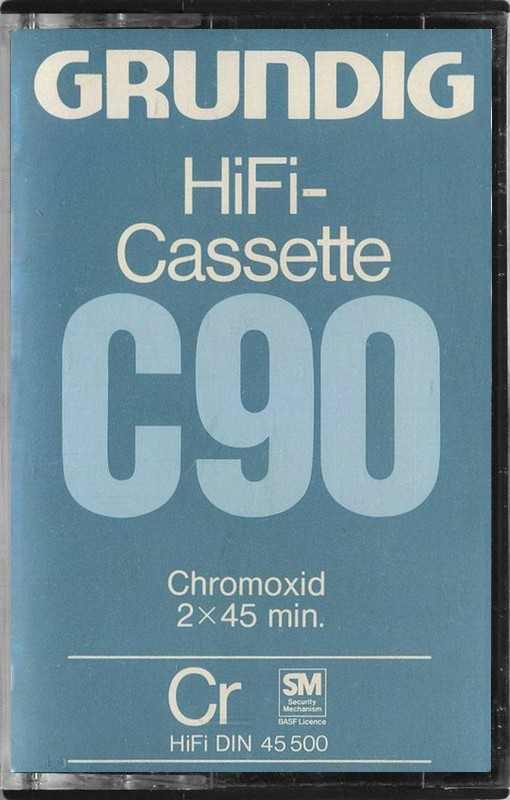 GRUNDIG
HiFi-
Cassette
C90
Chromoxid
2×45 min.
Cr
SM
Security
Mechanism
BASF Licence
HiFi DIN 45 500